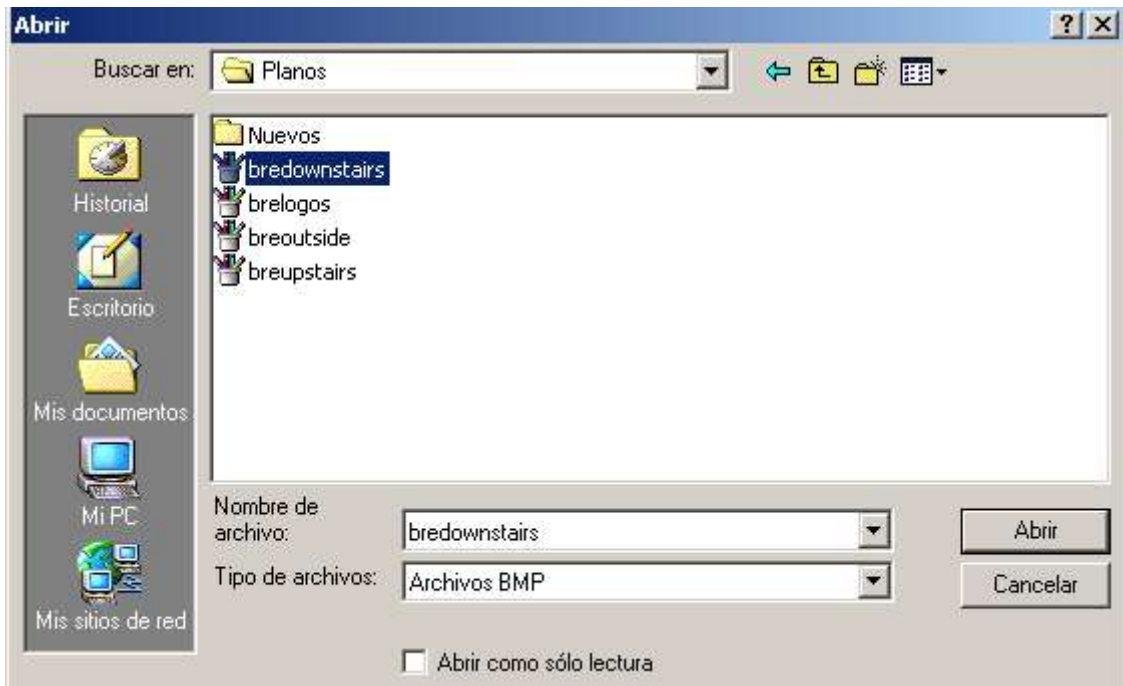 Abrir
Buscar en:
Planos
Historial
Escritorio
Mis documentos
Mi PC
Mis sitios de red
Nuevos
bredownstairs
brelogos
breoutside
breupstairs
Nombre de
archivo:
bredownstairs
Abrir
Tipo de archivos:
Archivos BMP
Cancelar
Abrir como sólo lectura